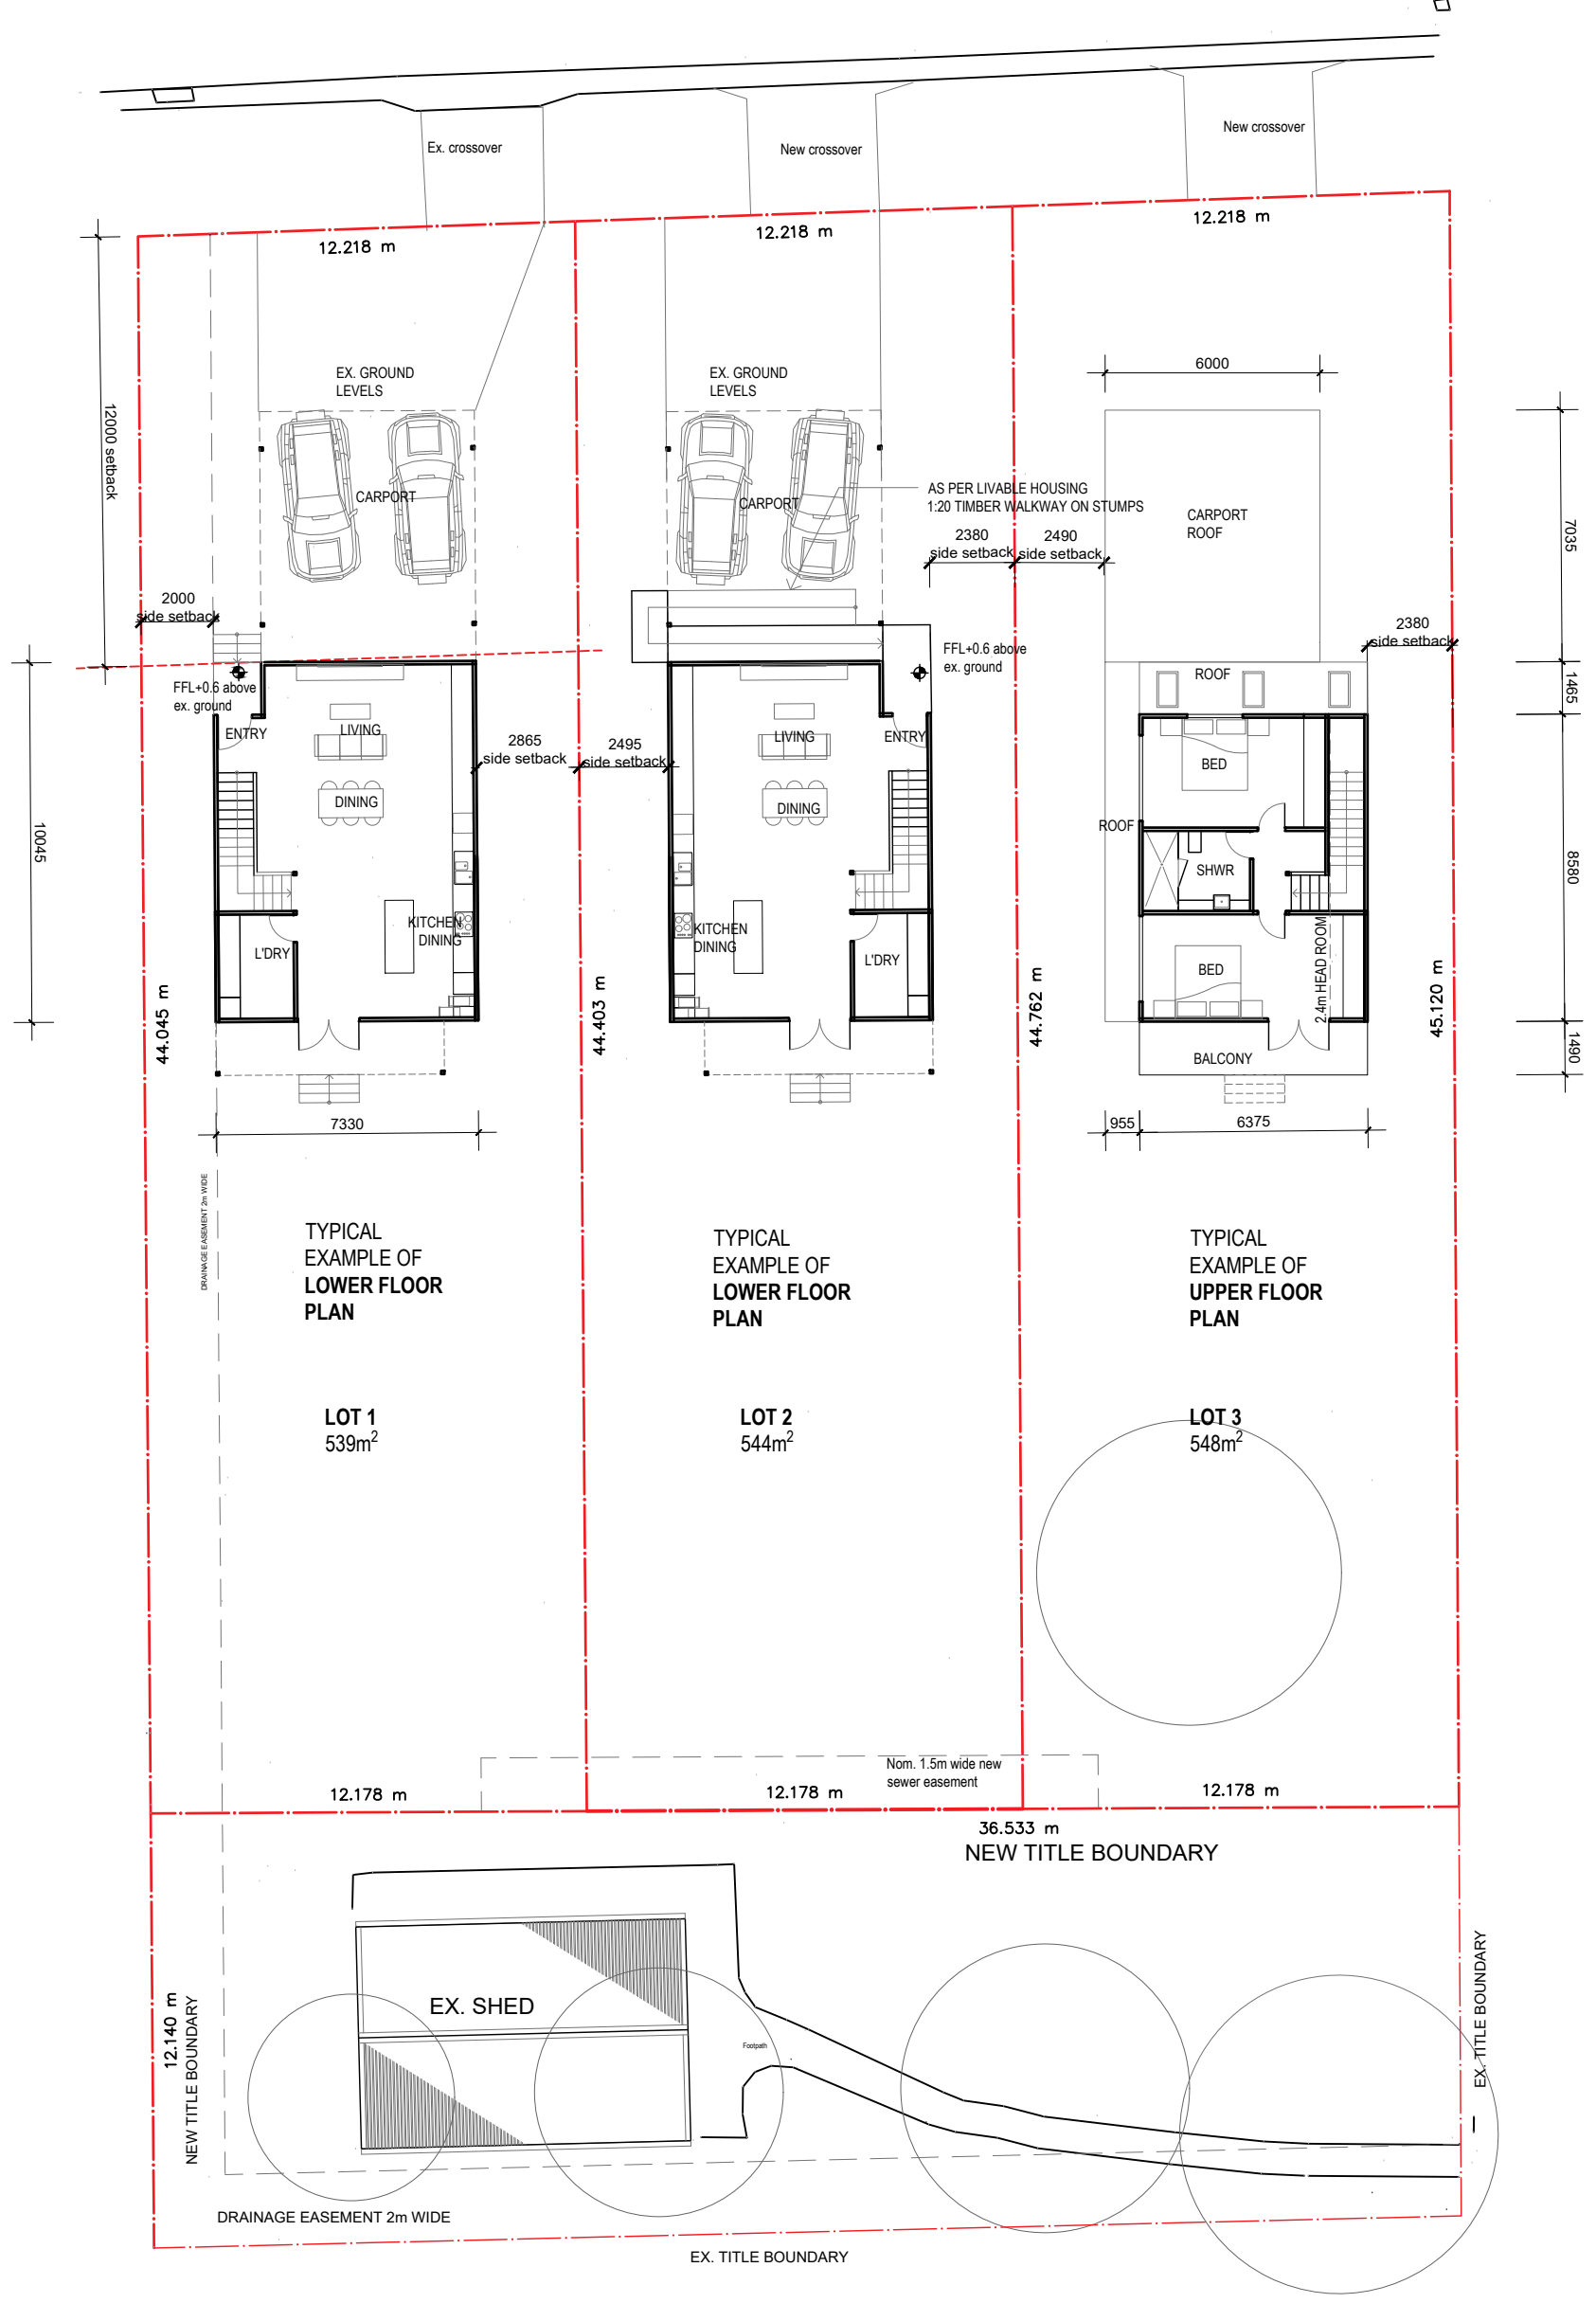 Ex. crossover
New crossover
New crossover
12.218 m
12.218 m
12.218 m
12000 setback
EX. GROUND
LEVELS
EX. GROUND
LEVELS
6000
CARPORT
CARPORT
AS PER LIVABLE HOUSING
1:20 TIMBER WALKWAY ON STUMPS
CARPORT
ROOF
7035
2380
side setback
2490
side setback
2000
side setback
2380
side setback
FFL+0.6 above
ex. ground
FFL+0.6 above
ex. ground
ROOF
1465
ENTRY
LIVING
2865
side setback
2495
side setback
LIVING
ENTRY
BED
DINING
DINING
ROOF
10045
SHWR
8580
KITCHEN
DINING
KITCHEN
DINING
L'DRY
L'DRY
BED
2.4m HEAD ROOM
44.045 m
44.403 m
44.762 m
45.120 m
BALCONY
1490
7330
955
6375
DRAINAGE EASEMENT 2m WIDE
TYPICAL
EXAMPLE OF
LOWER FLOOR
PLAN
TYPICAL
EXAMPLE OF
LOWER FLOOR
PLAN
TYPICAL
EXAMPLE OF
UPPER FLOOR
PLAN
LOT 1
539m²
LOT 2
544m²
LOT 3
548m²
Nom. 1.5m wide new
sewer easement
12.178 m
12.178 m
12.178 m
36.533 m
NEW TITLE BOUNDARY
EX. SHED
Footpath
12.140 m
NEW TITLE BOUNDARY
EX. TITLE BOUNDARY
DRAINAGE EASEMENT 2m WIDE
EX. TITLE BOUNDARY